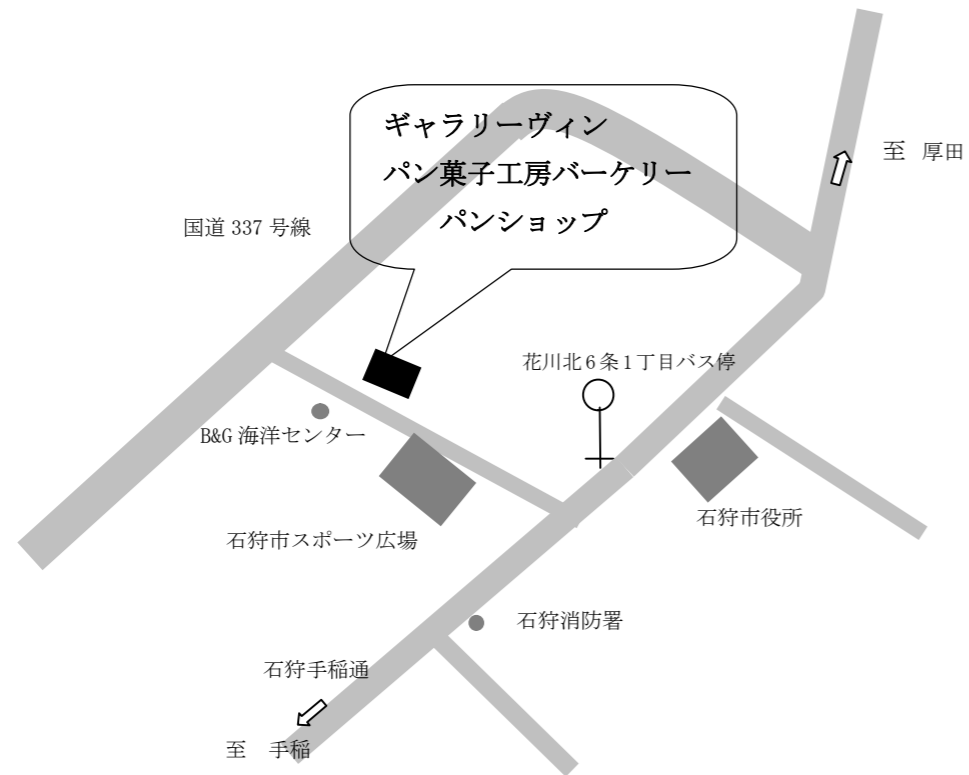 ギャラリーヴィン
パン菓子工房バーケリー
パンショップ
至 厚田
国道 337 号線
花川北6条1丁目バス停
B&G 海洋センター
石狩市役所
石狩市スポーツ広場
石狩消防署
石狩手稲通
至 手稲